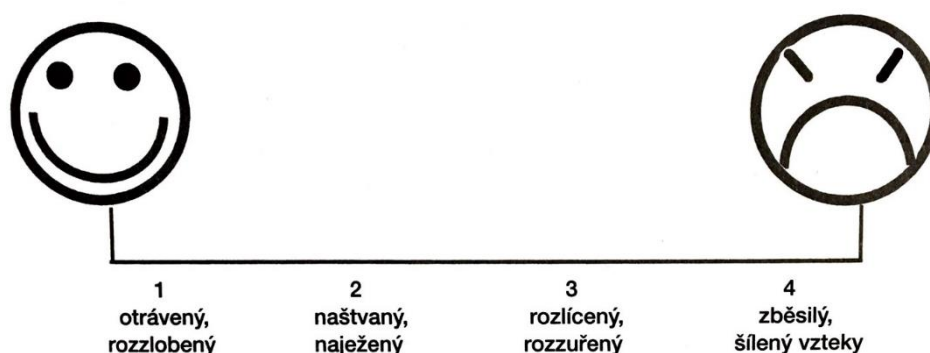 1
otrávený,
rozzlobený
2
naštvaný,
naježený
3
rozlícený,
rozzuřený
4
zběsilý,
šílený vzteky